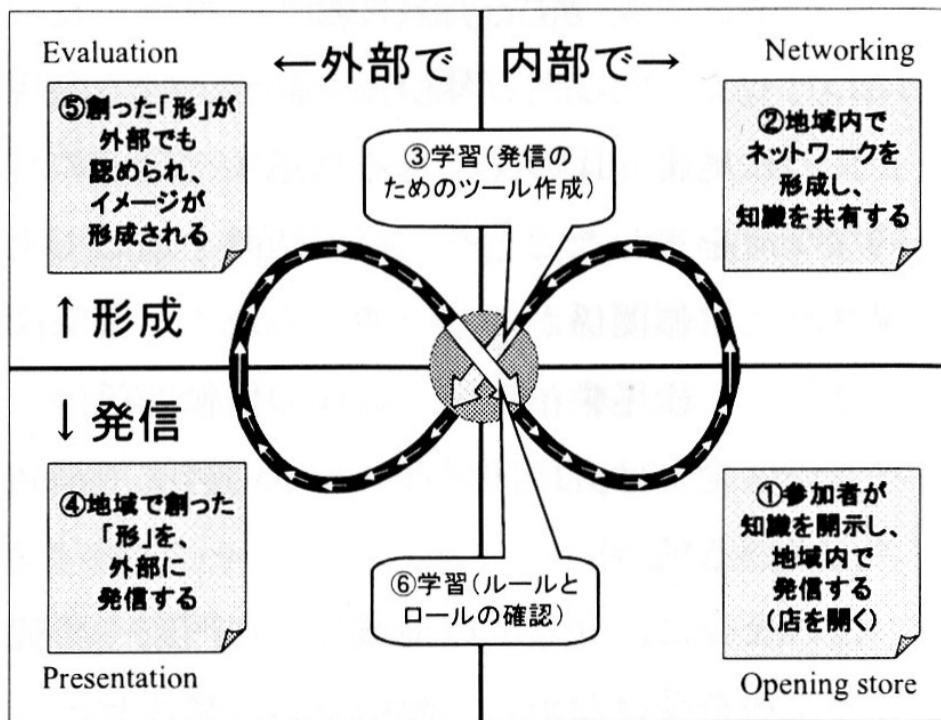 Evaluation
←外部で
内部で→
Networking
⑤創った「形」が
外部でも
認められ、
イメージが
形成される
③学習(発信の
ためのツール作成)
②地域内で
ネットワークを
形成し、
知識を共有する
↑形成
↓発信
④地域で創った
「形」を、
外部に
発信する
⑥学習(ルールと
ロールの確認)
①参加者が
知識を開示し、
地域内で
発信する
(店を開く)
Presentation
Opening store